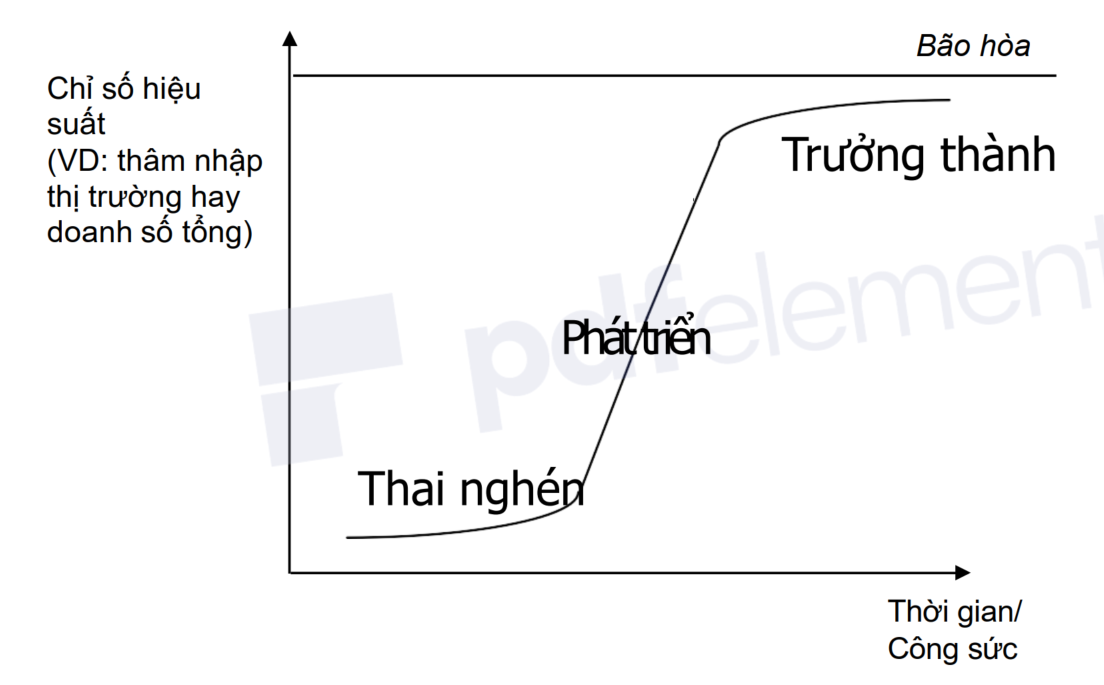 Bão hòa
Chỉ số hiệu
suất
(VD: thâm nhập
thị trường hay
doanh số tổng)
Trưởng thành
pdfelement
Phát triển
Thai nghén
Thời gian/
Công sức